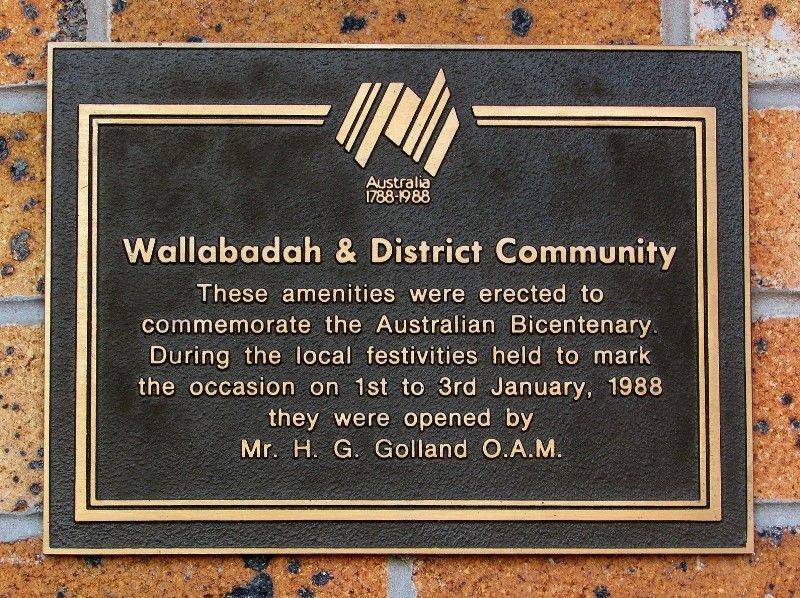 Australia
1788-1988
Wallabadah & District Community
These amenities were erected to
commemorate the Australian Bicentenary.
During the local festivities held to mark
the occasion on 1st to 3rd January, 1988
they were opened by
Mr. H. G. Golland O.A.M.